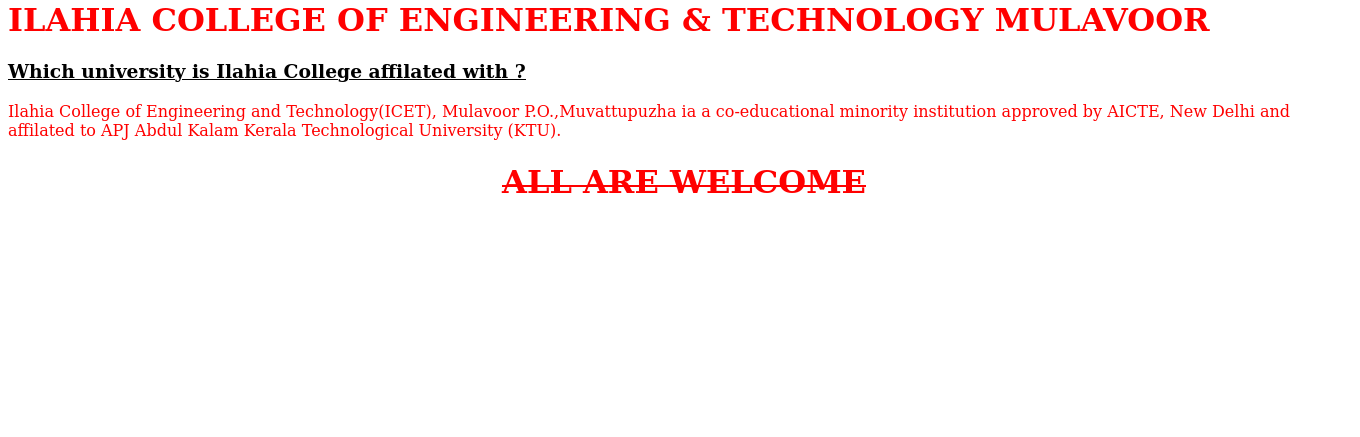 ILAHIA COLLEGE OF ENGINEERING & TECHNOLOGY MULAVOOR
Which university is Ilahia College affilated with ?
Ilahia College of Engineering and Technology(ICET), Mulavoor P.O.,Muvattupuzha ia a co-educational minority institution approved by AICTE, New Delhi and
affilated to APJ Abdul Kalam Kerala Technological University (KTU).
ALL ARE WELCOME